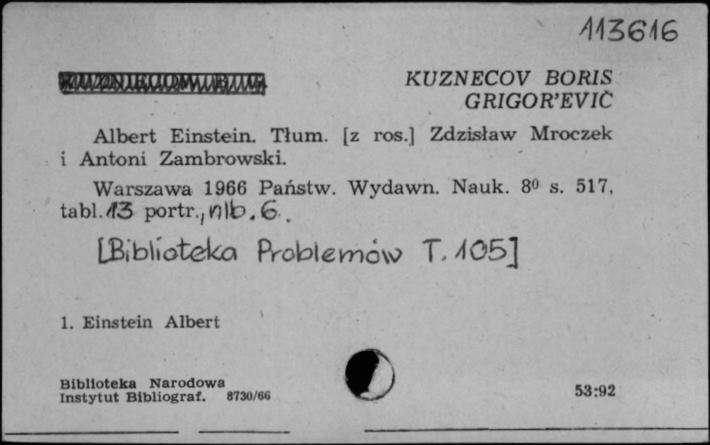 113616
KUZNECOV BORIS
GRIGOR'EVIČ
Albert Einstein. Tłum. [z ros.] Zdzisław Mroczek
i Antoni Zambrowski.
Warszawa 1966 Państw. Wydawn. Nauk. 8⁰ s. 517,
tabl. 13 portr., nlb. 6.
[Biblioteka Problemów T. 105]
1. Einstein Albert
Biblioteka Narodowa
Instytut Bibliograf. 8730/66
53:92